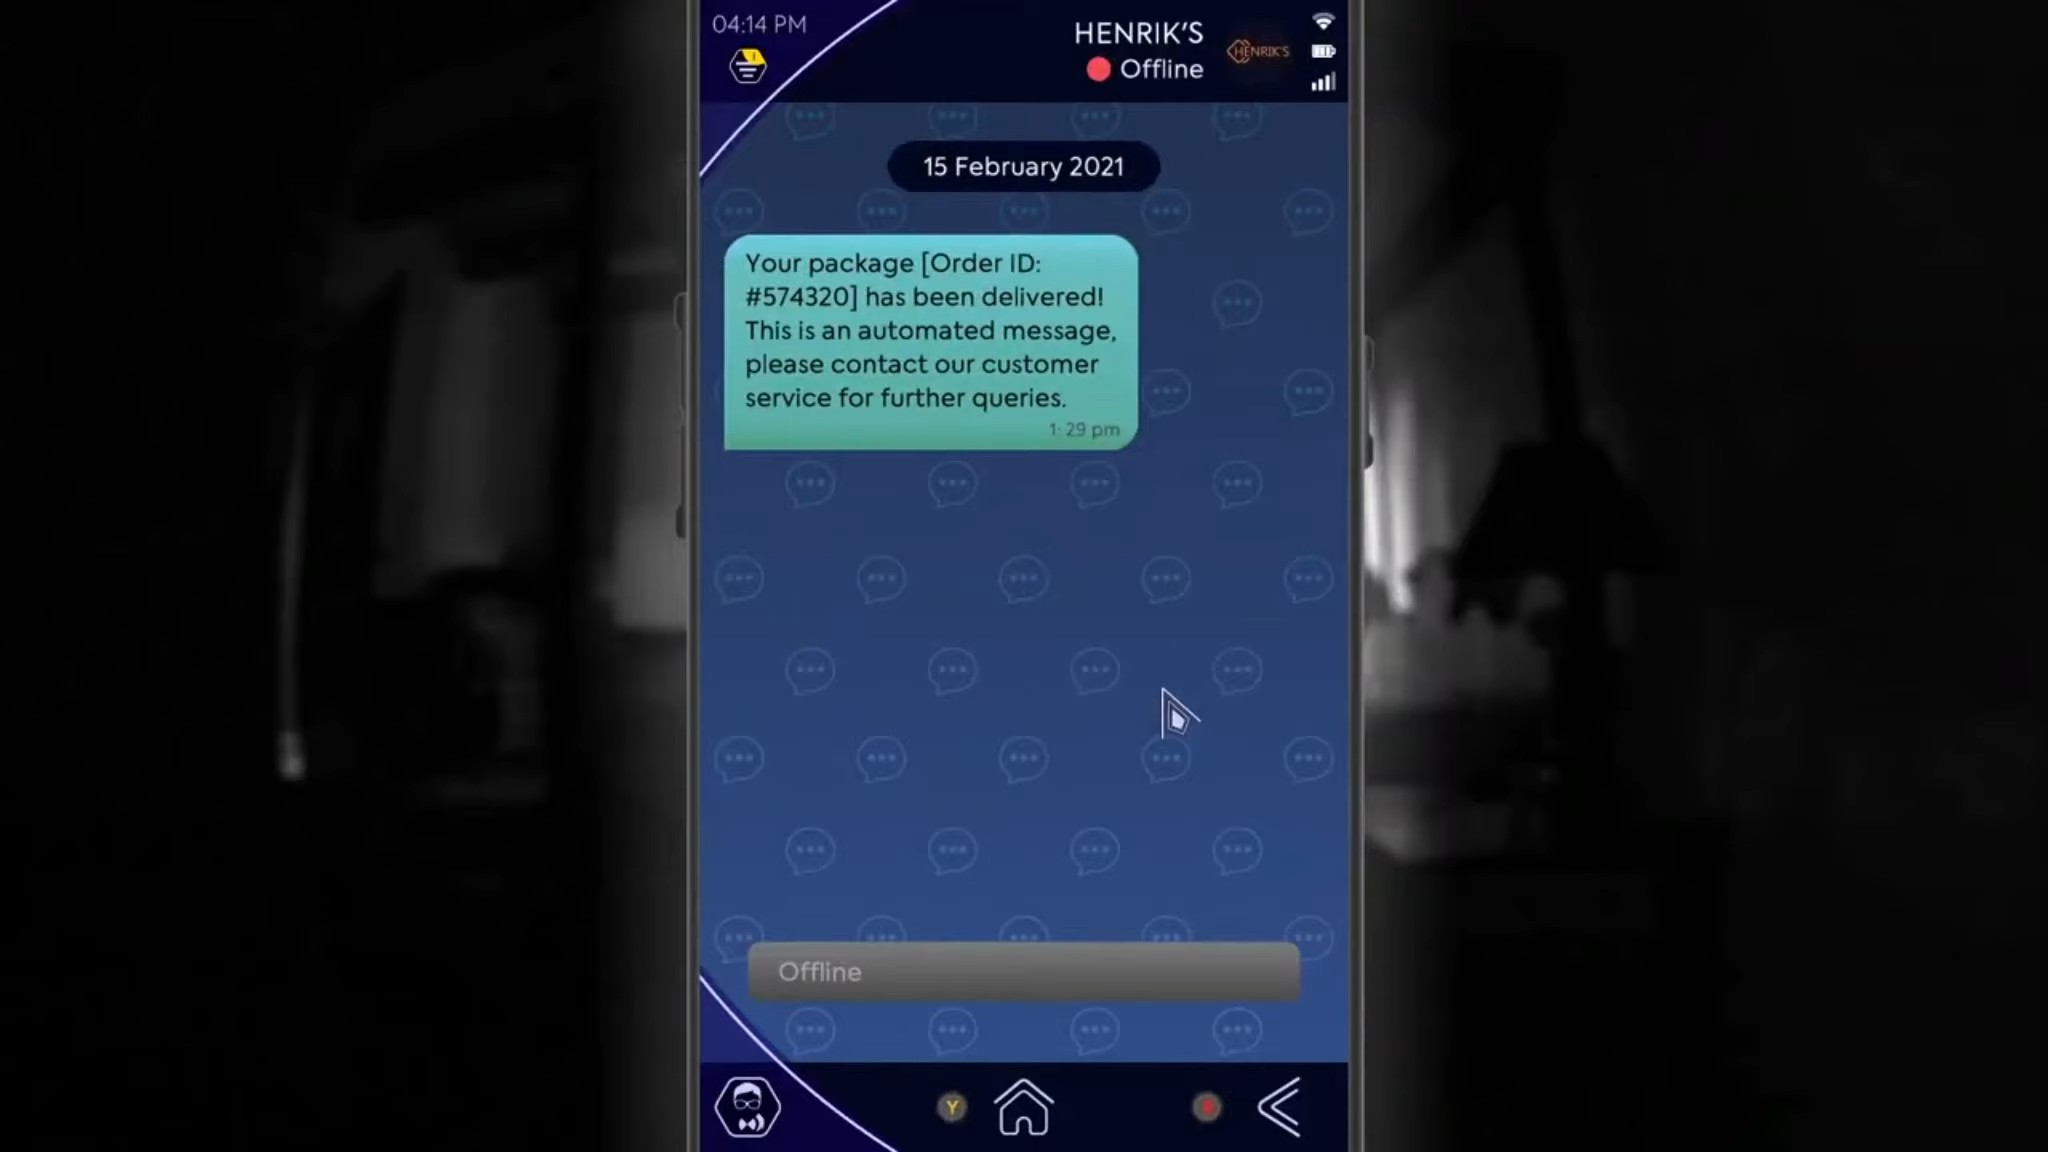 04:14 PM
HENRIK'S
HENRIK'S
Offline
15 February 2021
Your package [Order ID:
#574320] has been delivered!
This is an automated message,
please contact our customer
service for further queries.
1: 29 pm
Offline
Y